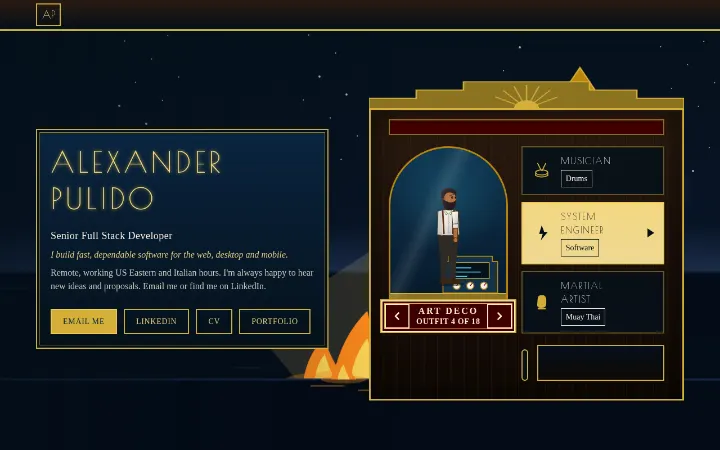 AP
ALEXANDER
PULIDO
Senior Full Stack Developer
I build fast, dependable software for the web, desktop and mobile.
Remote, working US Eastern and Italian hours. I'm always happy to hear
new ideas and proposals. Email me or find me on LinkedIn.
EMAIL ME
LINKEDIN
CV
PORTFOLIO
MUSICIAN
Drums
SYSTEM
ENGINEER
Software
MARTIAL
ARTIST
Muay Thai
ART DECO
OUTFIT 4 OF 18